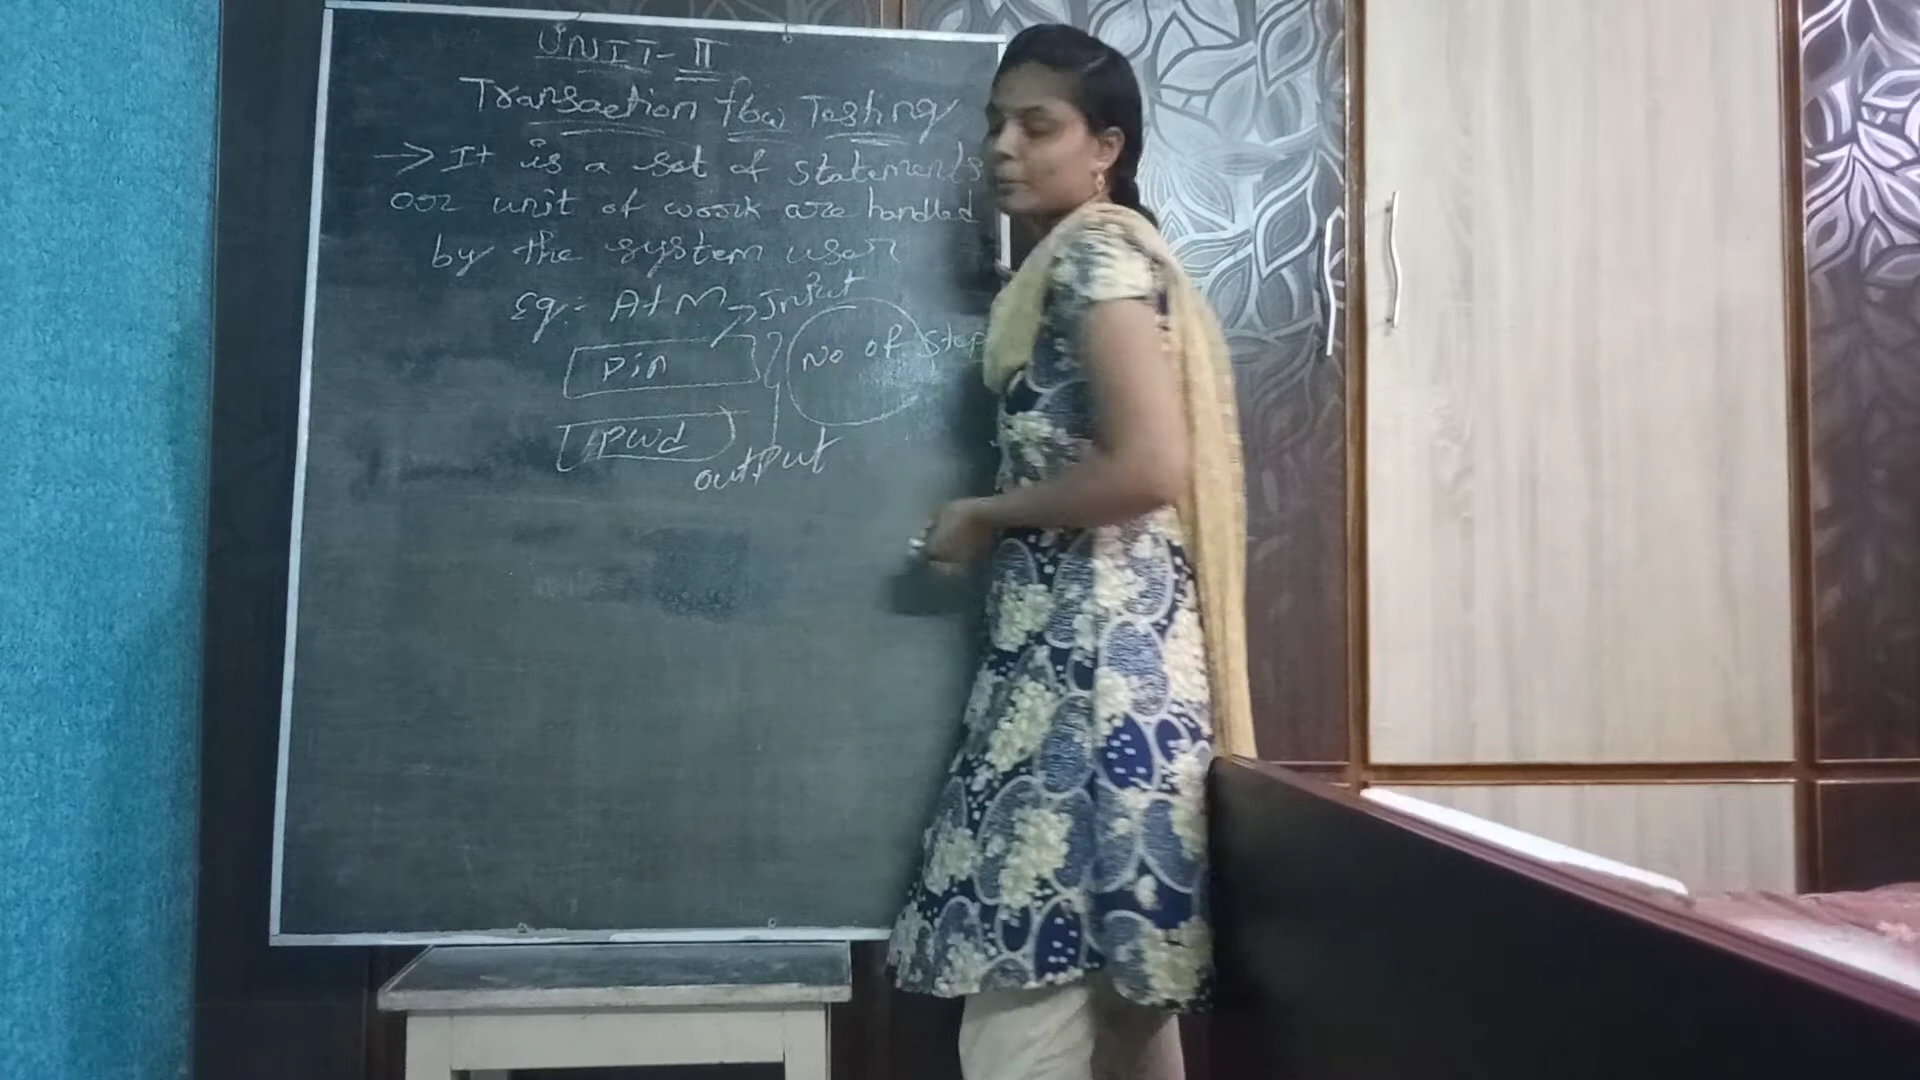 UNIT-II
Transaction flow Testing
→ It is a set of statements
or unit of work are handled
by the system user
Eg:- AtM → Input
Pin
No of step
Pwd
output